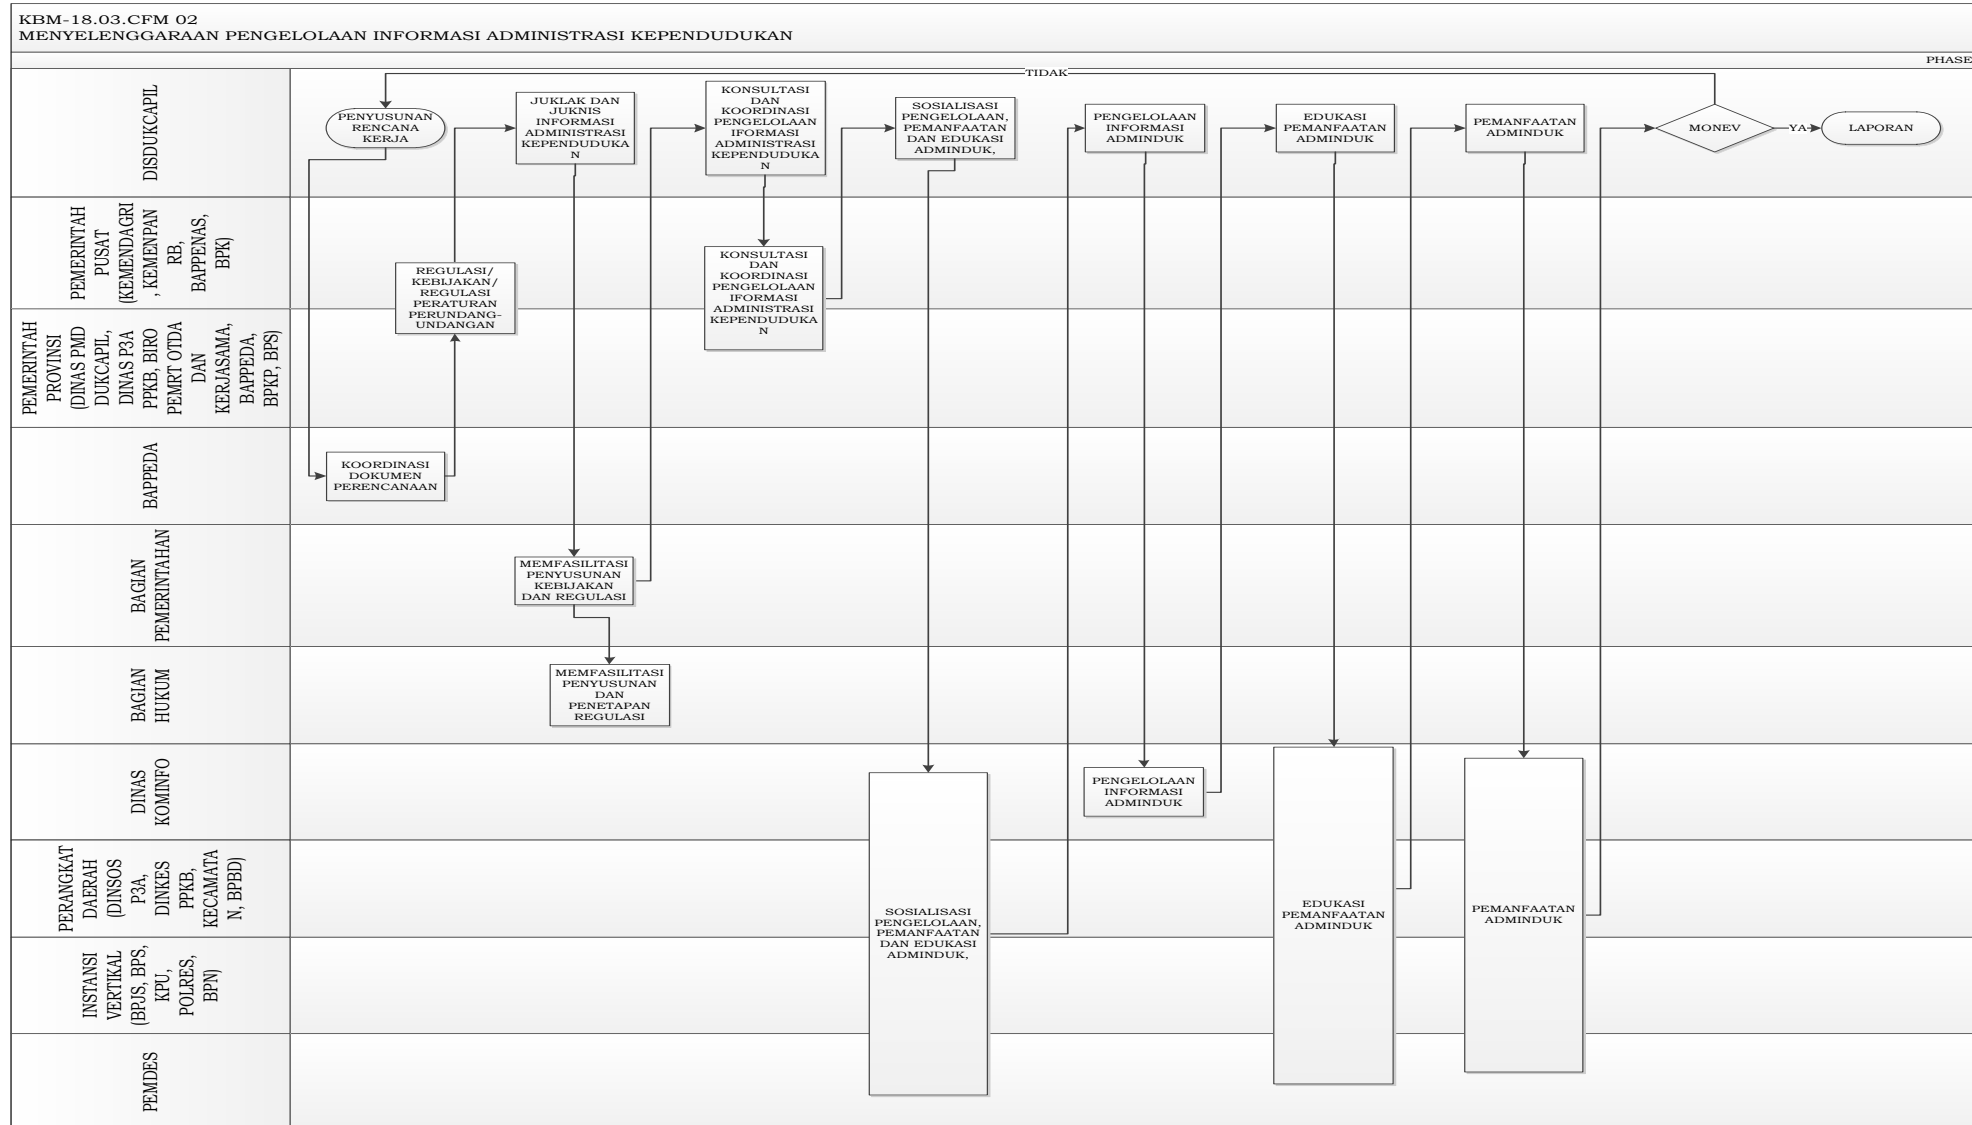 KBM-18.03.CFM 02
MENYELENGGARAAN PENGELOLAAN INFORMASI ADMINISTRASI KEPENDUDUKAN
PHASE
DISDUKCAPIL
TIDAK
PENYUSUNAN
RENCANA
KERJA
JUKLAK DAN
JUKNIS
INFORMASI
ADMINISTRASI
KEPENDUDUKA
N
KONSULTASI
DAN
KOORDINASI
PENGELOLAAN
IFORMASI
ADMINISTRASI
KEPENDUDUKA
N
SOSIALISASI
PENGELOLAAN,
PEMANFAATAN
DAN EDUKASI
ADMINDUK,
PENGELOLAAN
INFORMASI
ADMINDUK
EDUKASI
PEMANFAATAN
ADMINDUK
PEMANFAATAN
ADMINDUK
MONEV
YA
LAPORAN
PEMERINTAH
PUSAT
(KEMENDAGRI
, KEMENPAN
RB,
BAPPENAS,
BPK)
REGULASI/
KEBIJAKAN/
REGULASI
PERATURAN
PERUNDANG-
UNDANGAN
KONSULTASI
DAN
KOORDINASI
PENGELOLAAN
IFORMASI
ADMINISTRASI
KEPENDUDUKA
N
PEMERINTAH
PROVINSI
(DINAS PMD
DUKCAPIL,
DINAS P3A
PPKB, BIRO
PEMRT OTDA
DAN
KERJASAMA,
BAPPEDA,
BPKP, BPS)
BAPPEDA
KOORDINASI
DOKUMEN
PERENCANAAN
BAGIAN
PEMERINTAHAN
MEMFASILITASI
PENYUSUNAN
KEBIJAKAN
DAN REGULASI
BAGIAN
HUKUM
MEMFASILITASI
PENYUSUNAN
DAN
PENETAPAN
REGULASI
DINAS
KOMINFO
PENGELOLAAN
INFORMASI
ADMINDUK
PERANGKAT
DAERAH
(DINSOS
P3A,
DINKES
PPKB,
KECAMATA
N, BPBD)
SOSIALISASI
PENGELOLAAN,
PEMANFAATAN
DAN EDUKASI
ADMINDUK,
EDUKASI
PEMANFAATAN
ADMINDUK
PEMANFAATAN
ADMINDUK
INSTANSI
VERTIKAL
(BPJS, BPS,
KPU,
POLRES,
BPN)
PEMDES